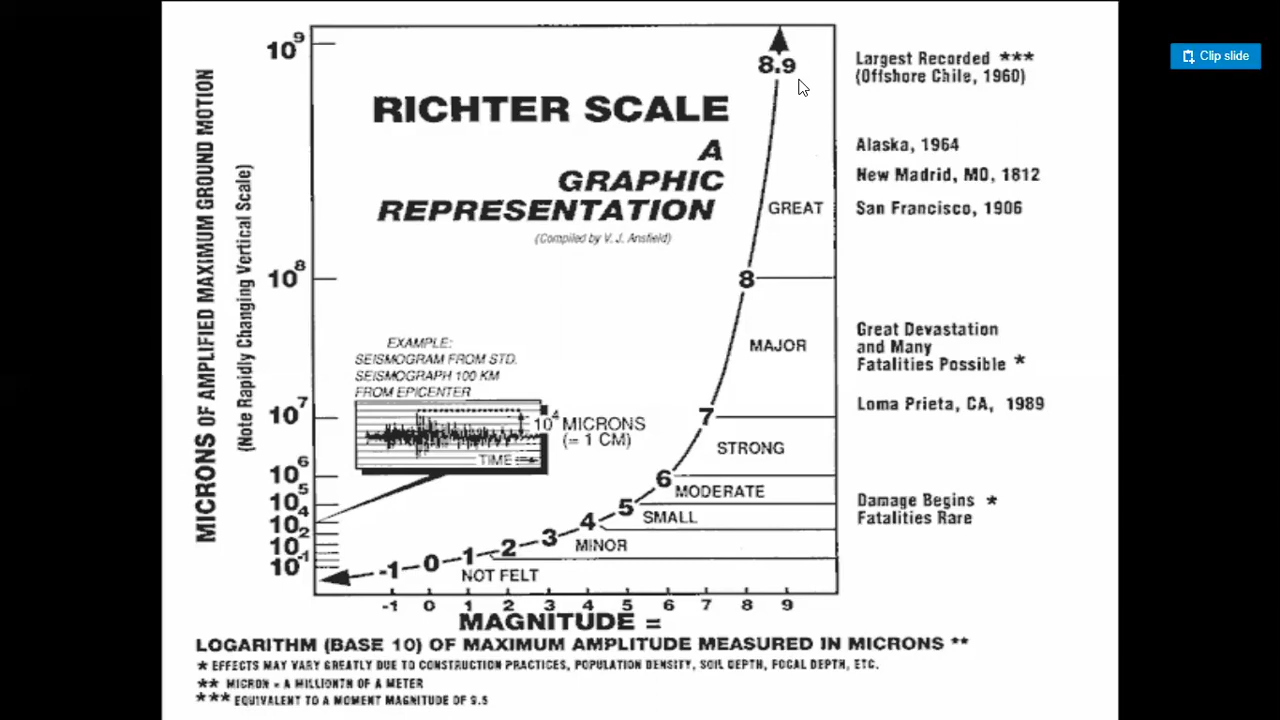 Clip slide
RICHTER SCALE
A
GRAPHIC
REPRESENTATION
(Compiled by V. J. Ansfield)
MICRONS OF AMPLIFIED MAXIMUM GROUND MOTION
(Note Rapidly Changing Vertical Scale)
10⁹
10⁸
10⁷
10⁶
10⁵
10⁴
10²
10⁻¹
EXAMPLE:
SEISMOGRAM FROM STD.
SEISMOGRAPH 100 KM
FROM EPICENTER
10⁴ MICRONS
(= 1 CM)
TIME
8.9
8
7
6
5
4
3
2
1
0
-1
GREAT
MAJOR
STRONG
MODERATE
SMALL
MINOR
NOT FELT
Largest Recorded ***
(Offshore Chile, 1960)
Alaska, 1964
New Madrid, MO, 1812
San Francisco, 1906
Great Devastation
and Many
Fatalities Possible *
Loma Prieta, CA, 1989
Damage Begins *
Fatalities Rare
-1 0 1 2 3 4 5 6 7 8 9
MAGNITUDE =
LOGARITHM (BASE 10) OF MAXIMUM AMPLITUDE MEASURED IN MICRONS **
* EFFECTS MAY VARY GREATLY DUE TO CONSTRUCTION PRACTICES, POPULATION DENSITY, SOIL DEPTH, FOCAL DEPTH, ETC.
** MICRON = A MILLIONTH OF A METER
*** EQUIVALENT TO A MOMENT MAGNITUDE OF 9.5